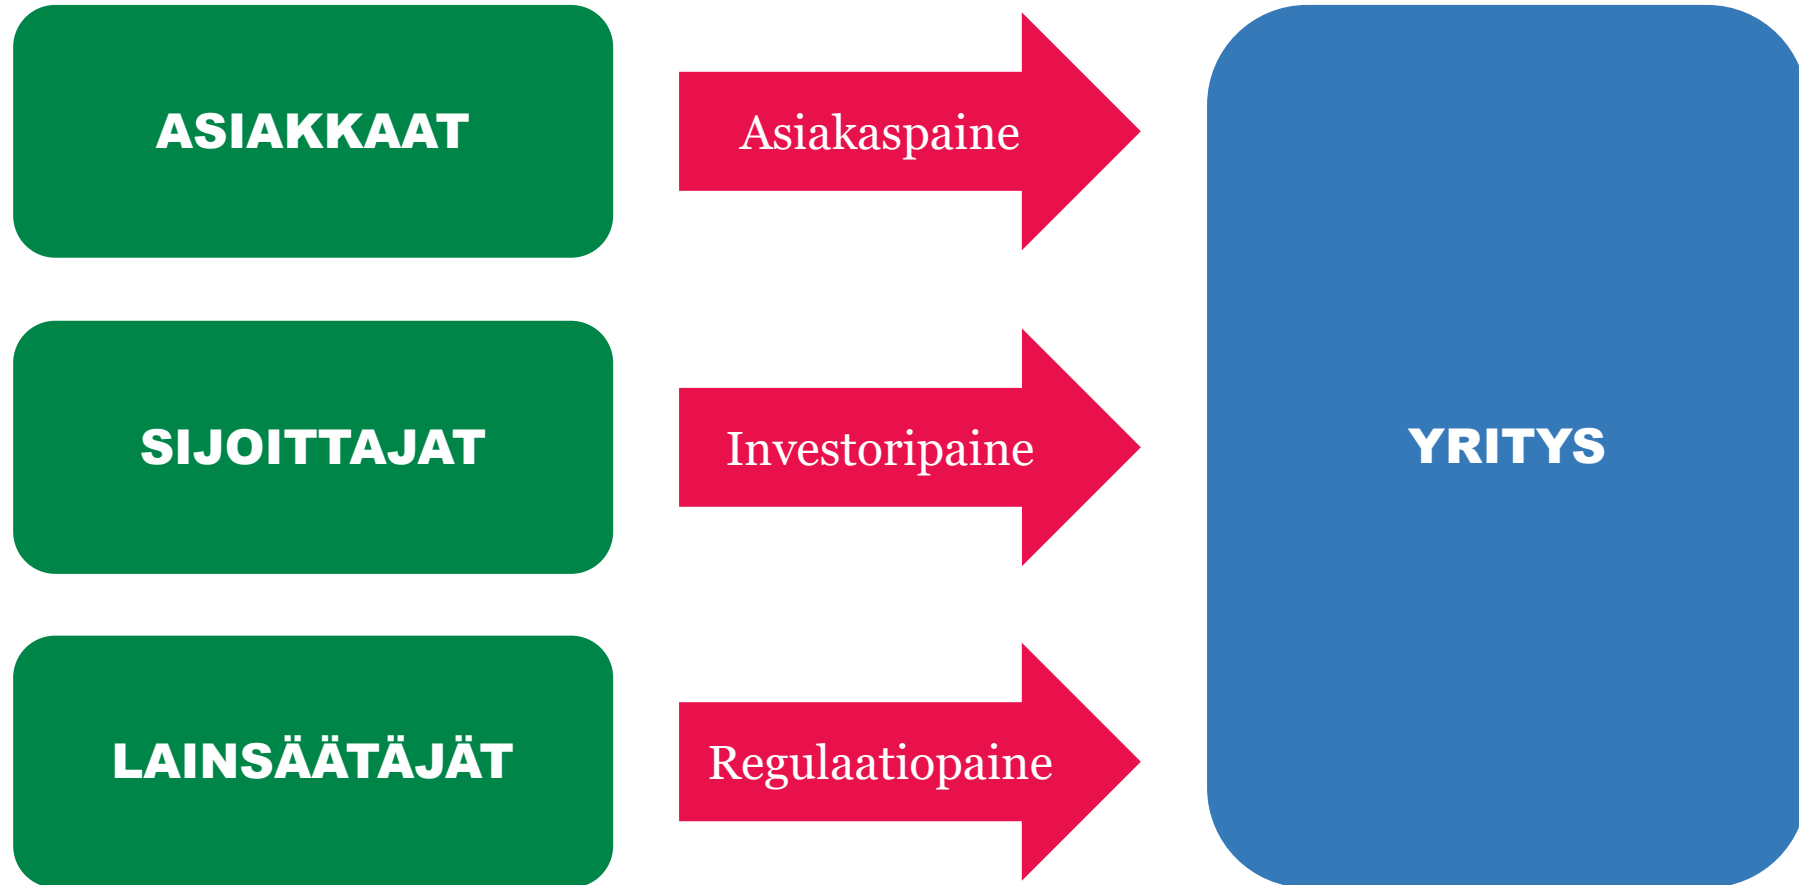 ASIAKKAAT
Asiakaspaine
SIJOITTAJAT
Investoripaine
YRITYS
LAINSÄÄTÄJÄT
Regulaatiopaine